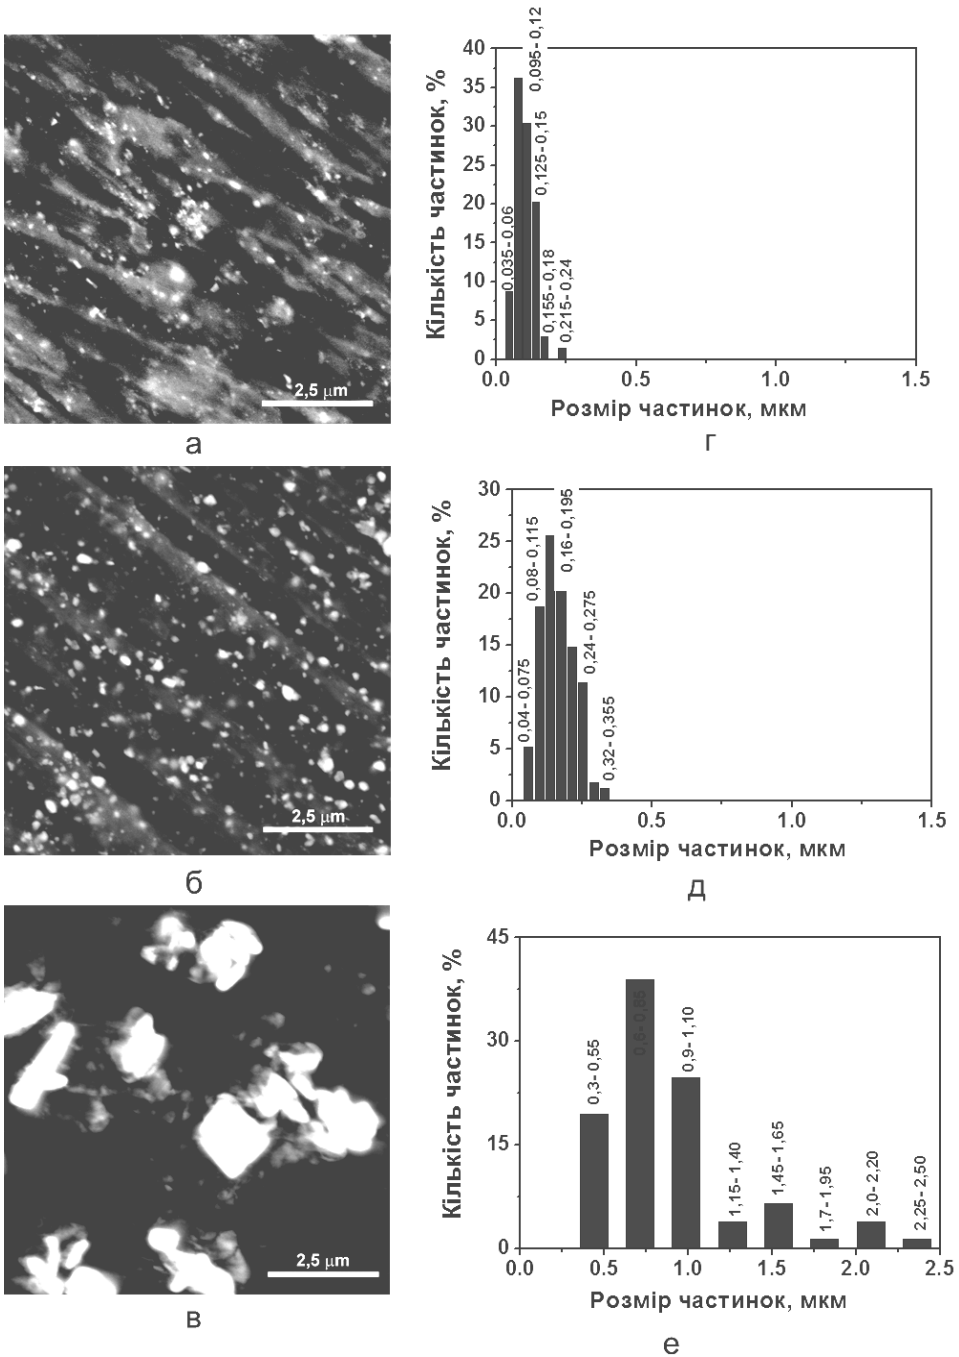 2,5 μm
а
40
35
30
25
20
15
10
5
0
Кількість частинок, %
0,035- 0,06
0,095- 0,12
0,125- 0,15
0,155- 0,18
0,215- 0,24
0.0 0.5 1.0 1.5
Розмір частинок, мкм
г
2,5 μm
б
30
25
20
15
10
5
0
Кількість частинок, %
0,04- 0,075
0,08- 0,115
0,16- 0,195
0,24- 0,275
0,32- 0,355
0.0 0.5 1.0 1.5
Розмір частинок, мкм
д
2,5 μm
в
45
30
15
0
Кількість частинок, %
0,3- 0,55
0,6- 0,85
0,9- 1,10
1,15- 1,40
1,45- 1,65
1,7- 1,95
2,0- 2,20
2,25- 2,50
0.0 0.5 1.0 1.5 2.0 2.5
Розмір частинок, мкм
е